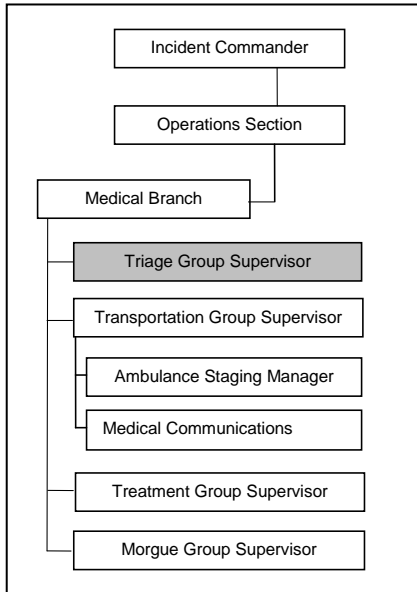 Incident Commander
Operations Section
Medical Branch
Triage Group Supervisor
Transportation Group Supervisor
Ambulance Staging Manager
Medical Communications
Treatment Group Supervisor
Morgue Group Supervisor